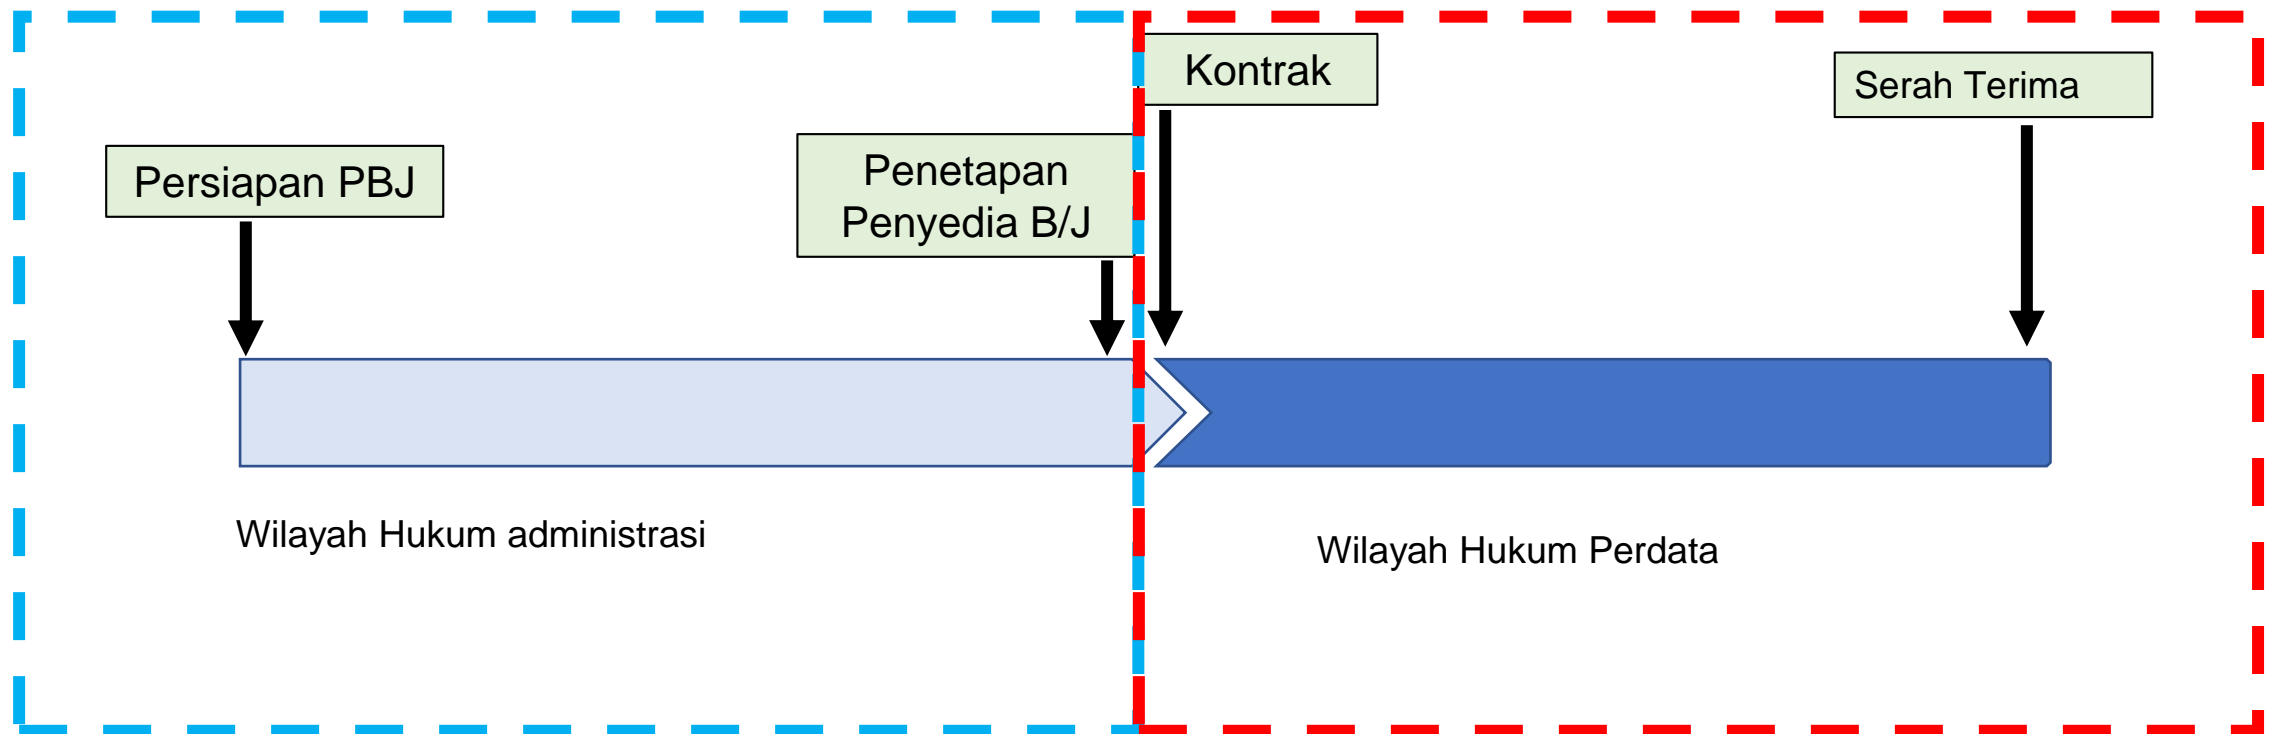 Kontrak
Serah Terima
Persiapan PBJ
Penetapan
Penyedia B/J
Wilayah Hukum administrasi
Wilayah Hukum Perdata